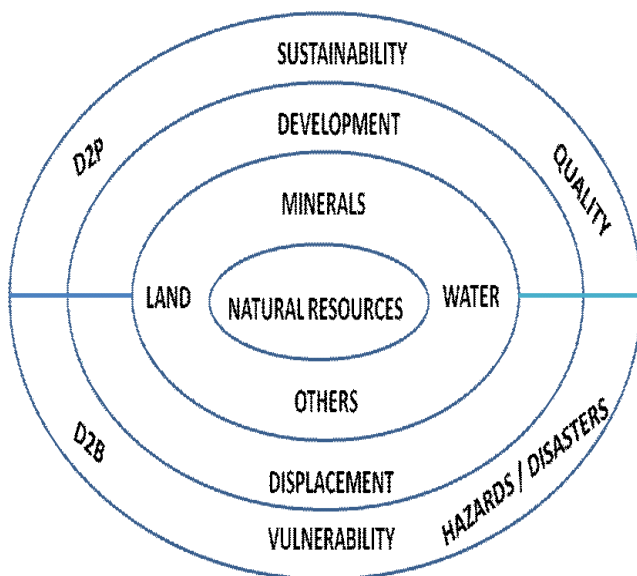 SUSTAINABILITY
D2P
DEVELOPMENT
QUALITY
MINERALS
LAND
NATURAL RESOURCES
WATER
OTHERS
D2B
DISPLACEMENT
HAZARDS / DISASTERS
VULNERABILITY